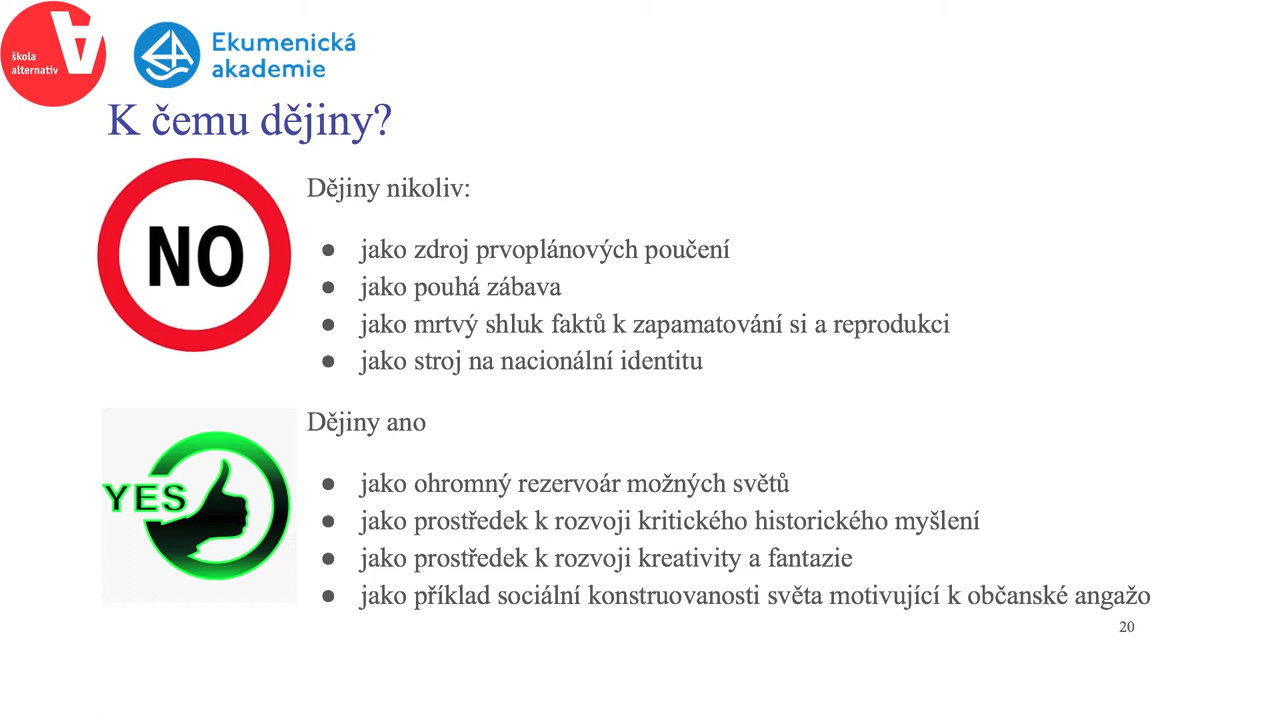 škola
alternativ
Ekumenická
akademie
K čemu dějiny?
NO
Dějiny nikoliv:
● jako zdroj prvoplánových poučení
● jako pouhá zábava
● jako mrtvý shluk faktů k zapamatování si a reprodukci
● jako stroj na nacionální identitu
YES
Dějiny ano
● jako ohromný rezervoár možných světů
● jako prostředek k rozvoji kritického historického myšlení
● jako prostředek k rozvoji kreativity a fantazie
● jako příklad sociální konstruovanosti světa motivující k občanské angažo
20